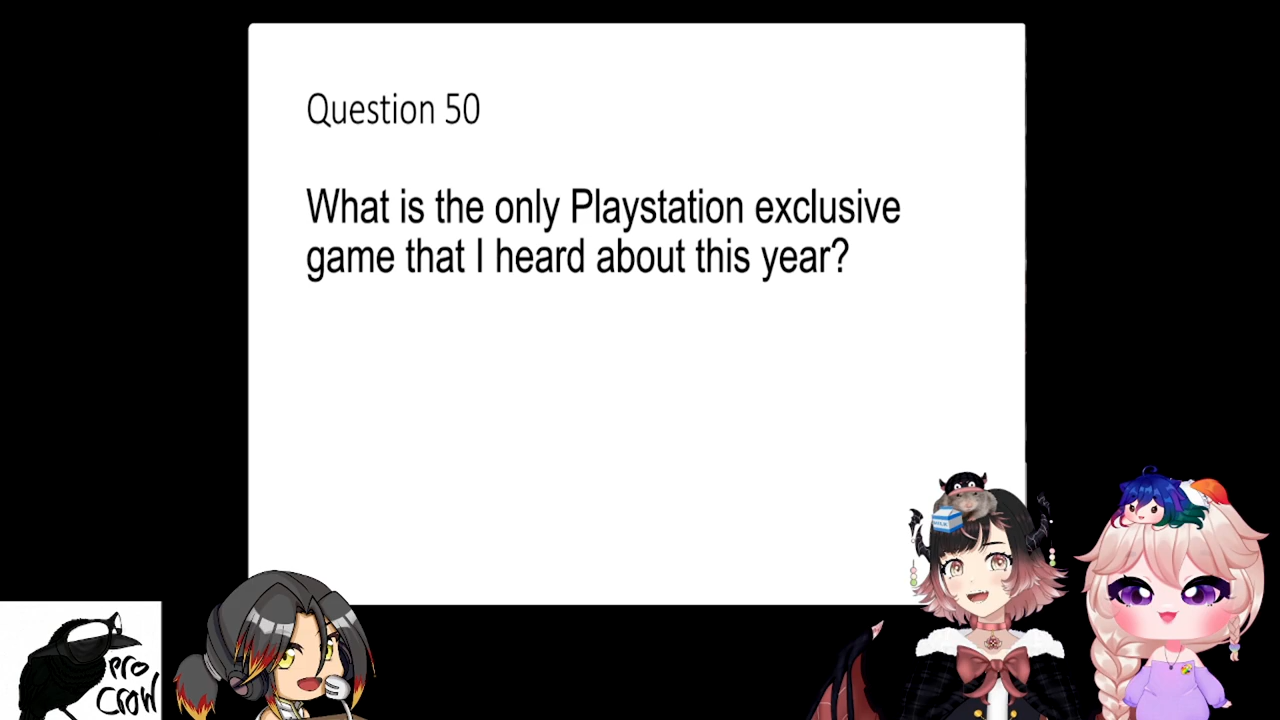 Question 50
What is the only Playstation exclusive
game that I heard about this year?
PRO
CROW